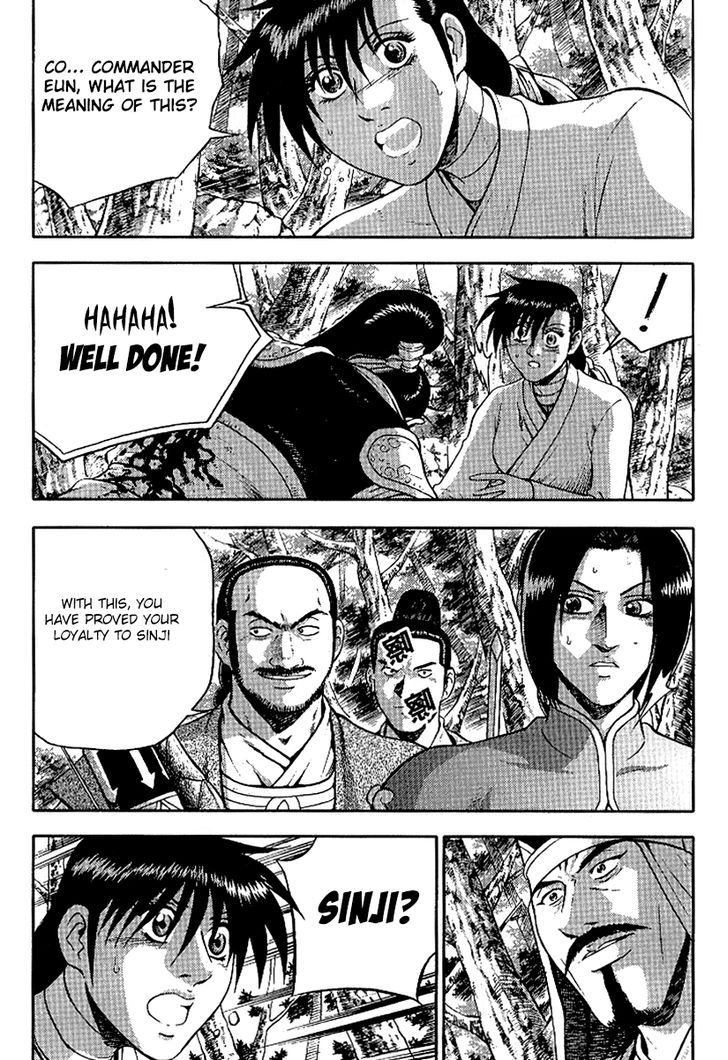 CO... COMMANDER
EUN, WHAT IS THE
MEANING OF THIS?
!
HAHAHA!
WELL DONE!
WITH THIS, YOU
HAVE PROVED YOUR
LOYALTY TO SINJI
SINJI?